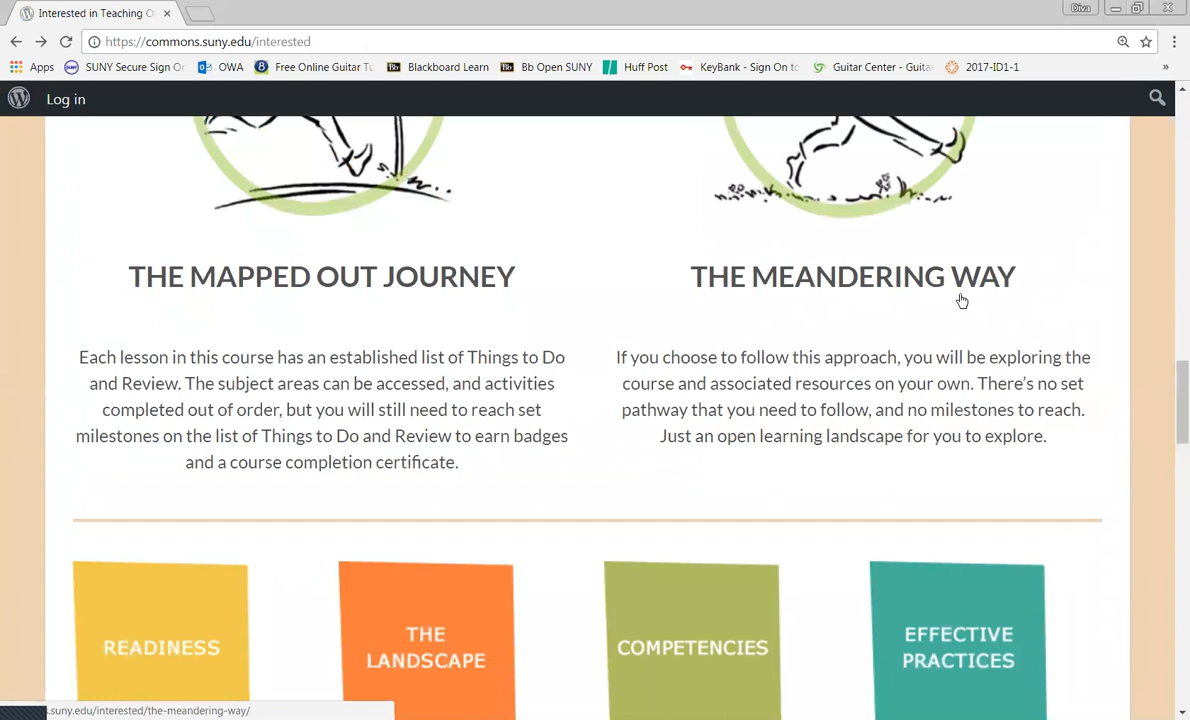 Interested in Teaching O
Diva
https://commons.suny.edu/interested
Apps SUNY Secure Sign On OWA Free Online Guitar Tu Blackboard Learn Bb Open SUNY Huff Post KeyBank - Sign On to Guitar Center - Guita 2017-ID1-1 »
Log in
THE MAPPED OUT JOURNEY
Each lesson in this course has an established list of Things to Do
and Review. The subject areas can be accessed, and activities
completed out of order, but you will still need to reach set
milestones on the list of Things to Do and Review to earn badges
and a course completion certificate.
THE MEANDERING WAY
If you choose to follow this approach, you will be exploring the
course and associated resources on your own. There's no set
pathway that you need to follow, and no milestones to reach.
Just an open learning landscape for you to explore.
READINESS
THE
LANDSCAPE
COMPETENCIES
EFFECTIVE
PRACTICES
s.suny.edu/interested/the-meandering-way/